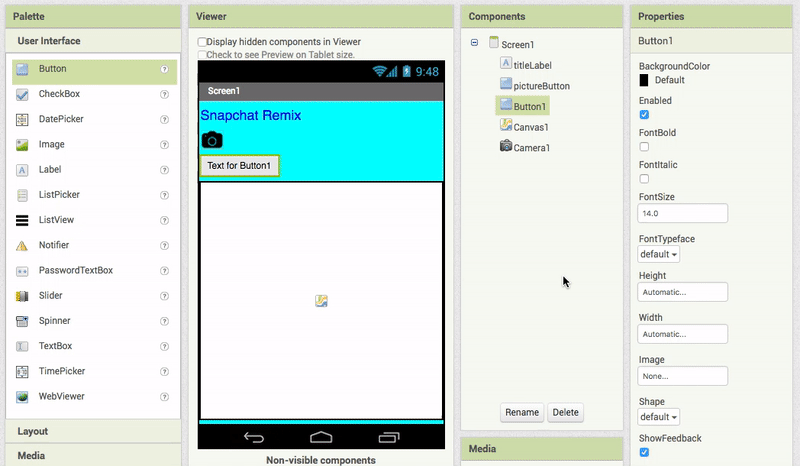 Palette
User Interface
Button
CheckBox
DatePicker
Image
Label
ListPicker
ListView
Notifier
PasswordTextBox
Slider
Spinner
TextBox
TimePicker
WebViewer
Layout
Media
Viewer
Display hidden components in Viewer
Check to see Preview on Tablet size.
9:48
Screen1
Snapchat Remix
Text for Button1
Non-visible components
Components
Screen1
titleLabel
pictureButton
Button1
Canvas1
Camera1
Rename Delete
Media
Properties
Button1
BackgroundColor
Default
Enabled
FontBold
FontItalic
FontSize
14.0
FontTypeface
default
Height
Automatic...
Width
Automatic...
Image
None...
Shape
default
ShowFeedback